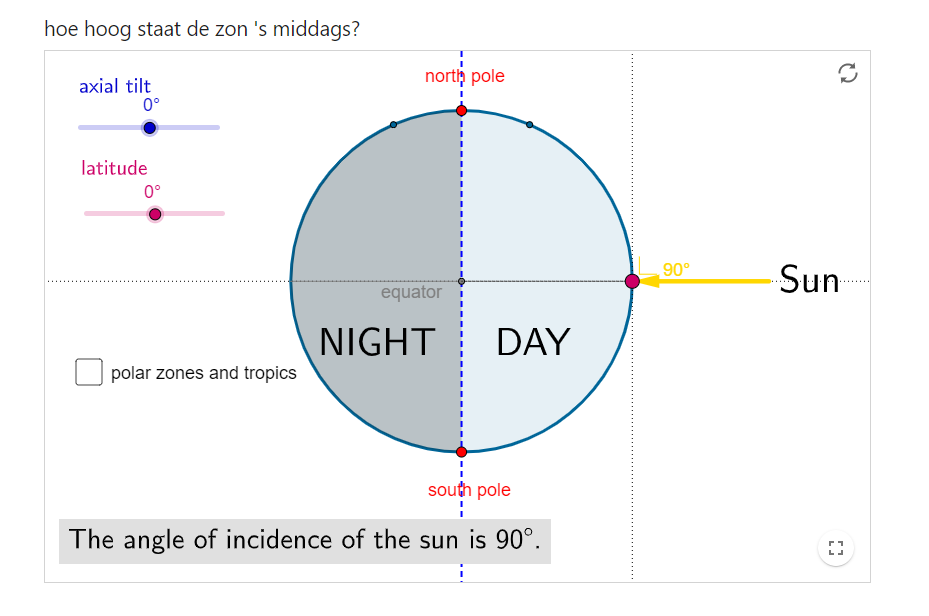 hoe hoog staat de zon 's middags?
axial tilt
0°
latitude
0°
north pole
90°
Sun
equator
NIGHT
DAY
polar zones and tropics
south pole
The angle of incidence of the sun is 90°.